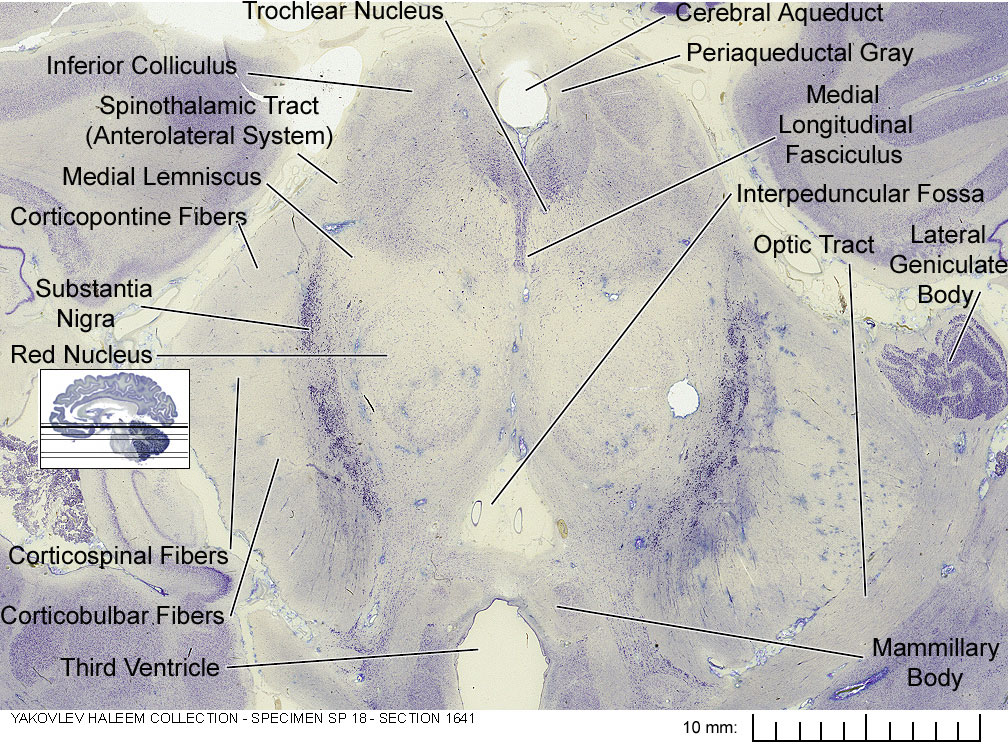 Trochlear Nucleus
Cerebral Aqueduct
Inferior Colliculus
Periaqueductal Gray
Spinothalamic Tract
(Anterolateral System)
Medial
Longitudinal
Fasciculus
Medial Lemniscus
Interpeduncular Fossa
Corticopontine Fibers
Optic Tract
Lateral
Geniculate
Body
Substantia
Nigra
Red Nucleus
Corticospinal Fibers
Corticobulbar Fibers
Third Ventricle
Mammillary
Body
YAKOVLEV HALEEM COLLECTION - SPECIMEN SP 18 - SECTION 1641
10 mm: